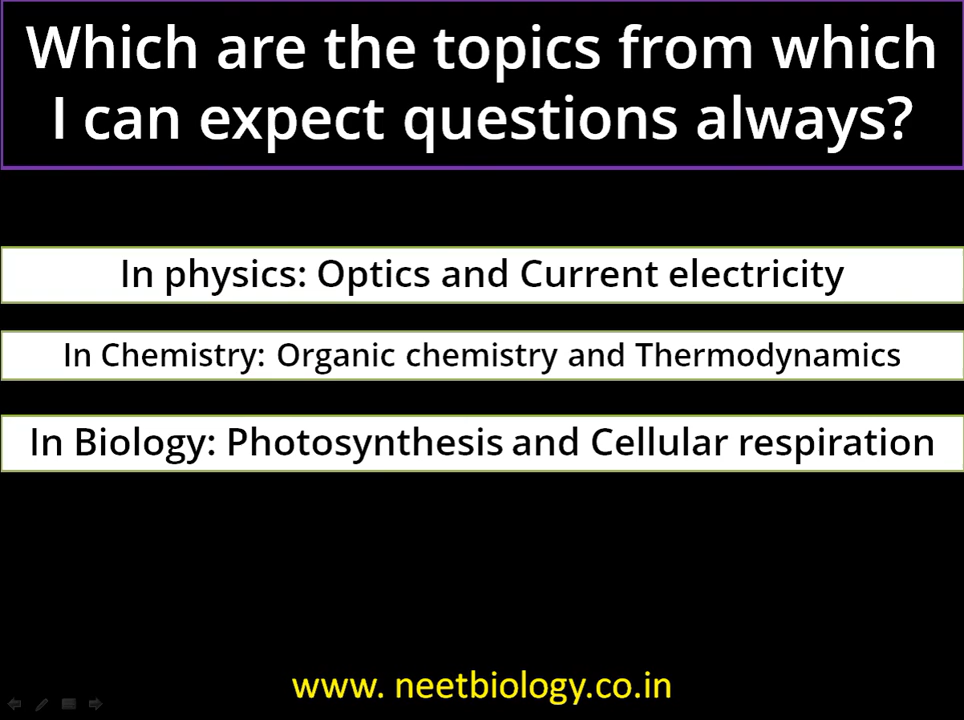 Which are the topics from which
I can expect questions always?
In physics: Optics and Current electricity
In Chemistry: Organic chemistry and Thermodynamics
In Biology: Photosynthesis and Cellular respiration
www. neetbiology.co.in